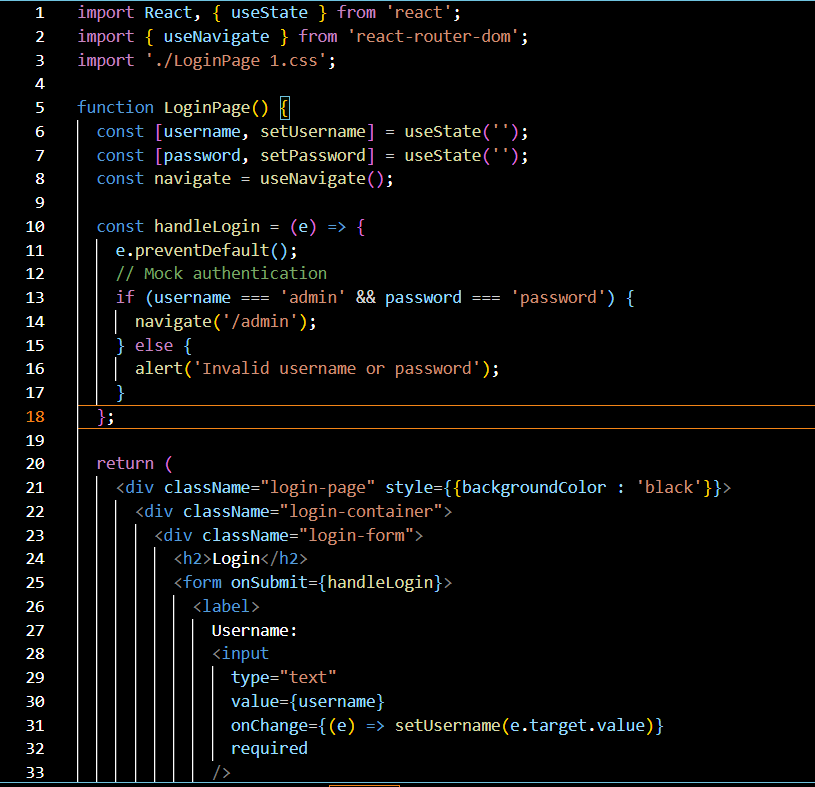 1 import React, { useState } from 'react';
2 import { useNavigate } from 'react-router-dom';
3 import './LoginPage 1.css';
4
5 function LoginPage() {
6   const [username, setUsername] = useState('');
7   const [password, setPassword] = useState('');
8   const navigate = useNavigate();
9
10   const handleLogin = (e) => {
11     e.preventDefault();
12     // Mock authentication
13     if (username === 'admin' && password === 'password') {
14       navigate('/admin');
15     } else {
16       alert('Invalid username or password');
17     }
18   };
19
20   return (
21     <div className="login-page" style={{backgroundColor : 'black'}}>
22       <div className="login-container">
23         <div className="login-form">
24           <h2>Login</h2>
25           <form onSubmit={handleLogin}>
26             <label>
27               Username:
28               <input
29                 type="text"
30                 value={username}
31                 onChange={(e) => setUsername(e.target.value)}
32                 required
33               />